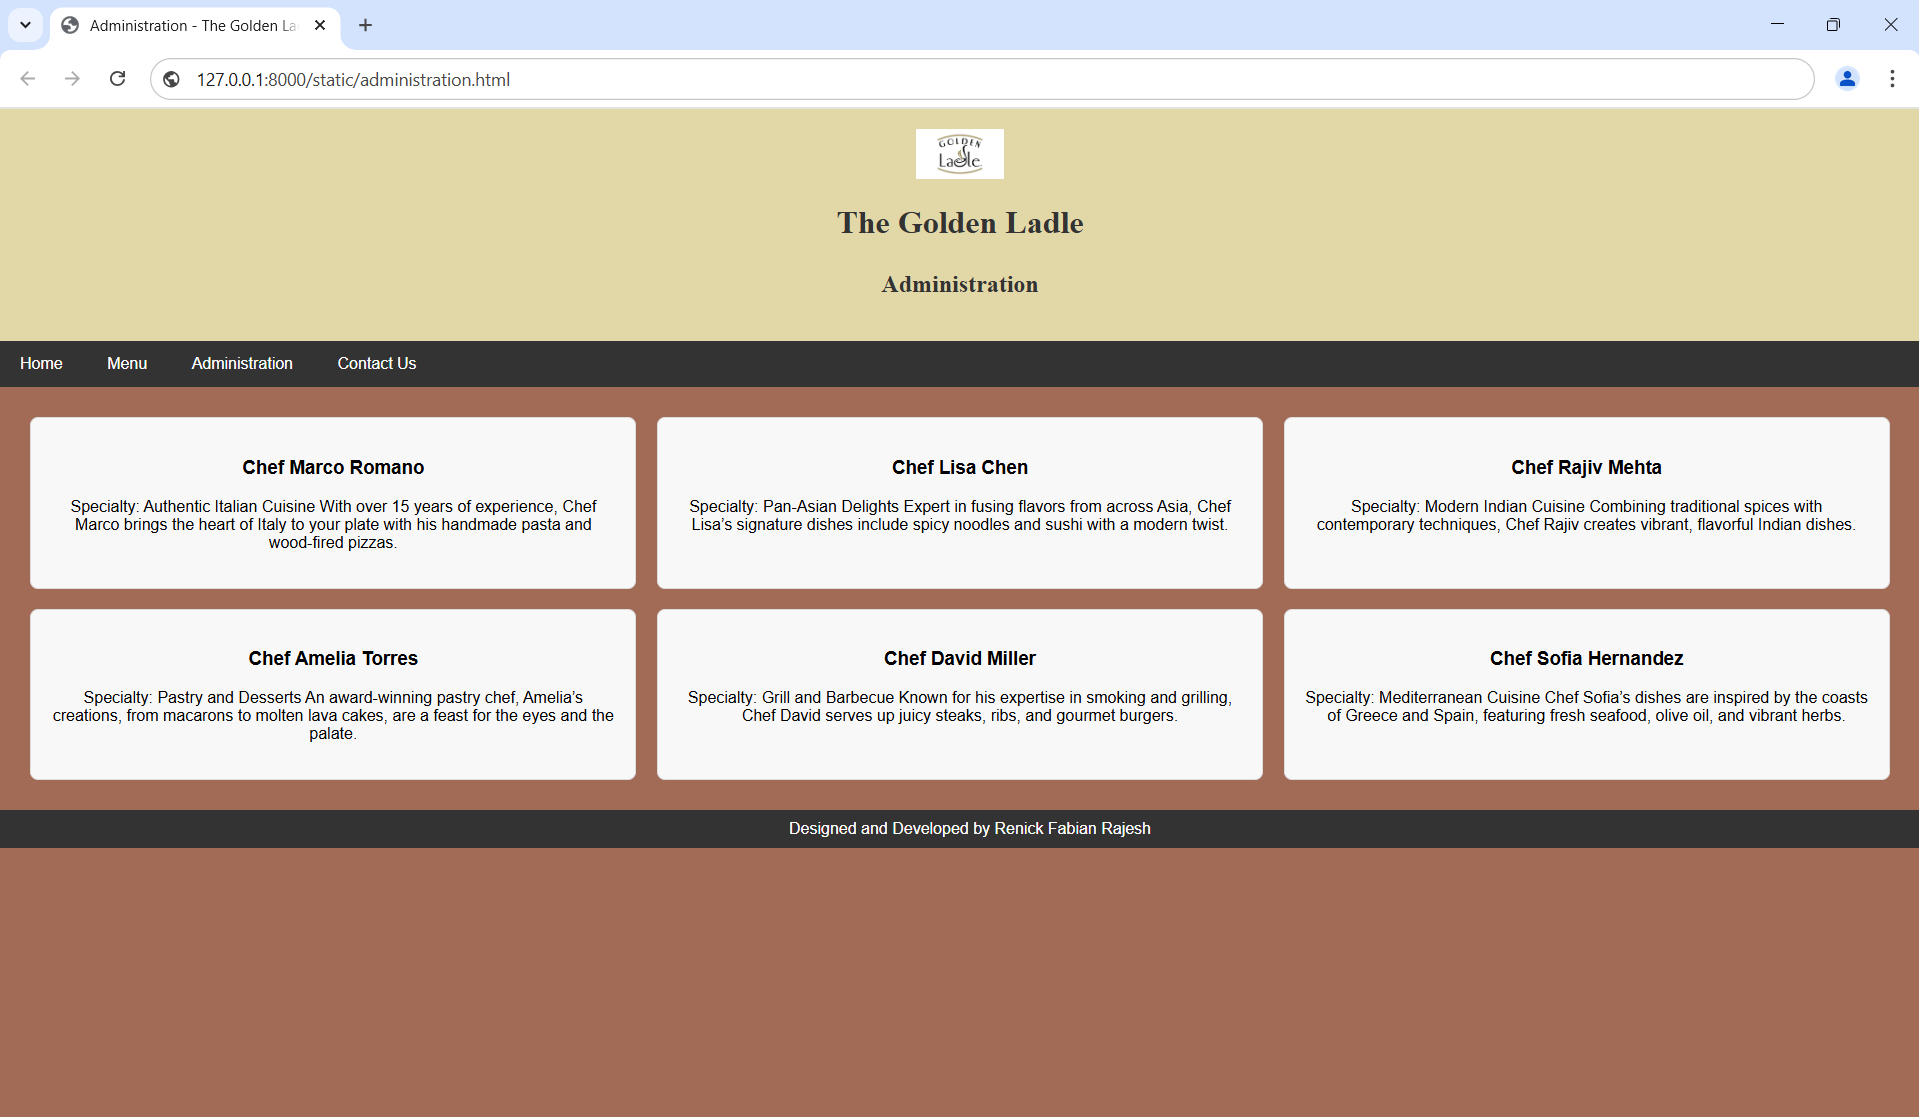 Administration - The Golden La
127.0.0.1:8000/static/administration.html
GOLDEN
Ladle
The Golden Ladle
Administration
Home Menu Administration Contact Us
Chef Marco Romano
Specialty: Authentic Italian Cuisine With over 15 years of experience, Chef
Marco brings the heart of Italy to your plate with his handmade pasta and
wood-fired pizzas.
Chef Lisa Chen
Specialty: Pan-Asian Delights Expert in fusing flavors from across Asia, Chef
Lisa’s signature dishes include spicy noodles and sushi with a modern twist.
Chef Rajiv Mehta
Specialty: Modern Indian Cuisine Combining traditional spices with
contemporary techniques, Chef Rajiv creates vibrant, flavorful Indian dishes.
Chef Amelia Torres
Specialty: Pastry and Desserts An award-winning pastry chef, Amelia’s
creations, from macarons to molten lava cakes, are a feast for the eyes and the
palate.
Chef David Miller
Specialty: Grill and Barbecue Known for his expertise in smoking and grilling,
Chef David serves up juicy steaks, ribs, and gourmet burgers.
Chef Sofia Hernandez
Specialty: Mediterranean Cuisine Chef Sofia’s dishes are inspired by the coasts
of Greece and Spain, featuring fresh seafood, olive oil, and vibrant herbs.
Designed and Developed by Renick Fabian Rajesh